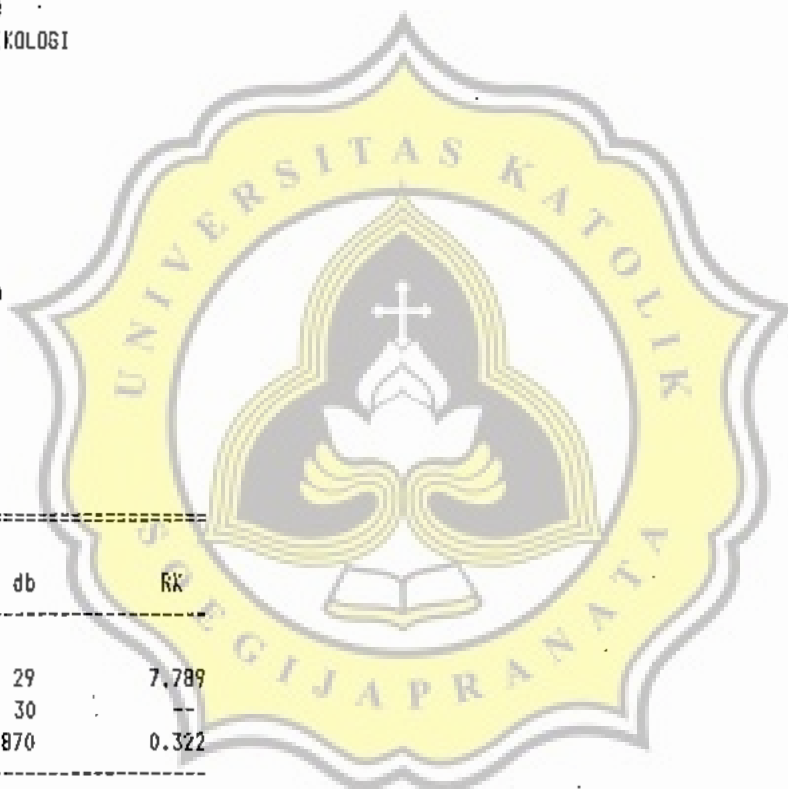 KOLOGI
UNIVERSITAS KATOLIK
SOEGIJAPRANATA
db RK
29 7.789
30 --
870 0.322